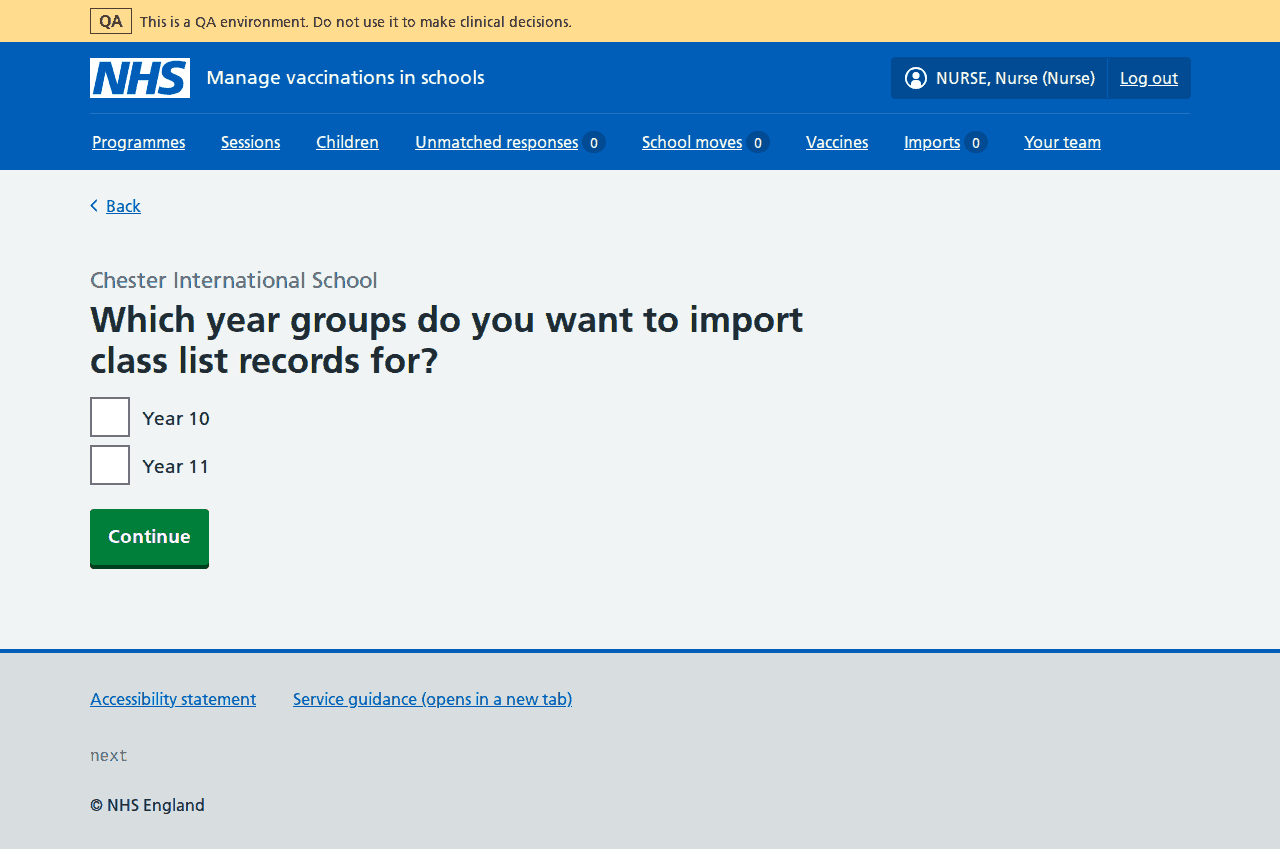 QA This is a QA environment. Do not use it to make clinical decisions.
NHS Manage vaccinations in schools NURSE, Nurse (Nurse) Log out
Programmes Sessions Children Unmatched responses 0 School moves 0 Vaccines Imports 0 Your team
Back
Chester International School
Which year groups do you want to import
class list records for?
Year 10
Year 11
Continue
Accessibility statement Service guidance (opens in a new tab)
next
© NHS England